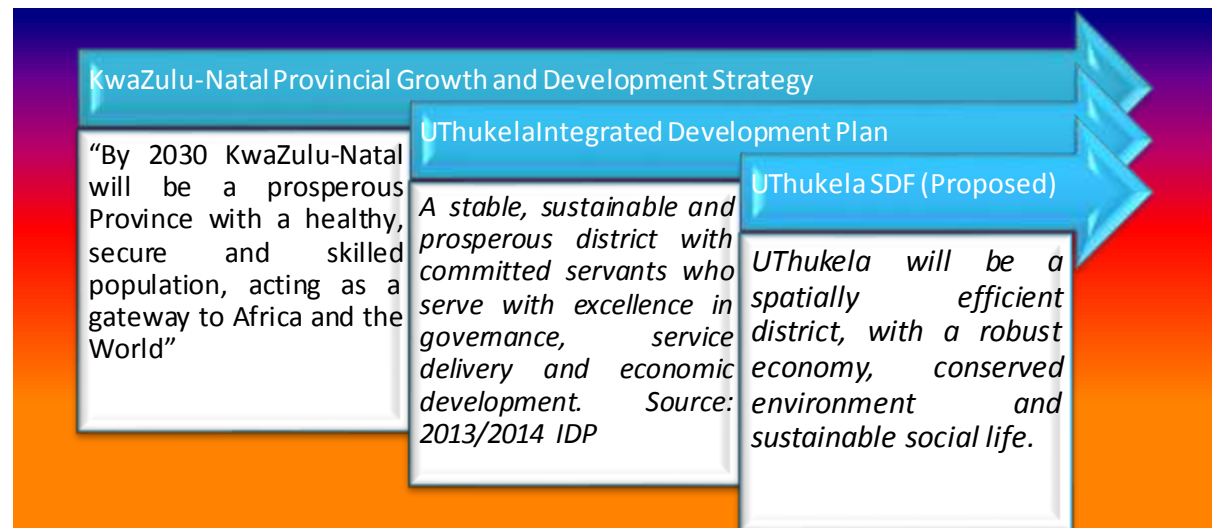 KwaZulu-Natal Provincial Growth and Development Strategy
“By 2030 KwaZulu-Natal
will be a prosperous
Province with a healthy,
secure and skilled
population, acting as a
gateway to Africa and the
World”
UThukelaIntegrated Development Plan
A stable, sustainable and
prosperous district with
committed servants who
serve with excellence in
governance, service
delivery and economic
development. Source:
2013/2014 IDP
UThukela SDF (Proposed)
UThukela will be a
spatially efficient
district, with a robust
economy, conserved
environment and
sustainable social life.